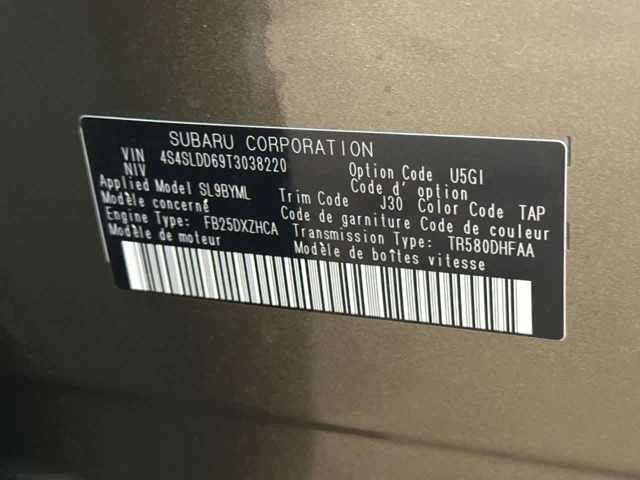 SUBARU CORPORATION
VIN 4S4SLDD69T3038220
NIV
Option Code U5GI
Code d' option
Applied Model SL9BYML
Modèle concerné
Trim Code J30 Color Code TAP
Code de garniture Code de couleur
Engine Type: FB25DXZHCA
Modèle de moteur
Transmission Type: TR580DHFAA
Modèle de bottes vitesse